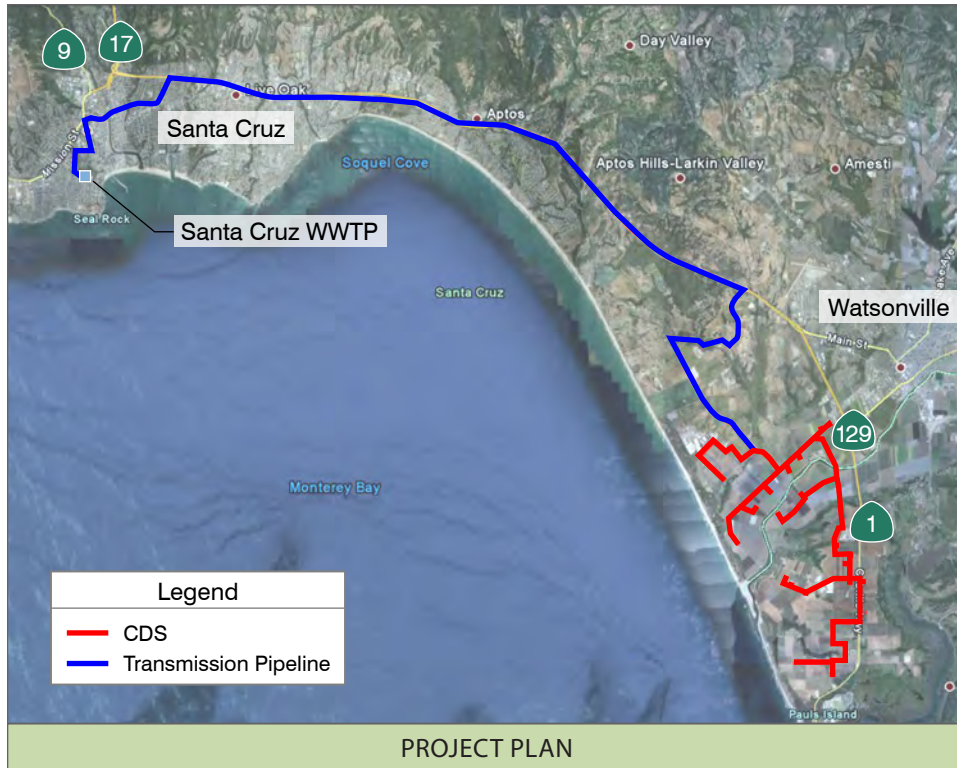 9
17
Day Valley
Live Oak
Santa Cruz
Aptos
Mission St
Soquel Cove
Aptos Hills-Larkin Valley
Amesti
Seal Rock
Santa Cruz WWTP
Santa Cruz
Watsonville
Main St
129
Monterey Bay
1
Legend
CDS
Transmission Pipeline
Pauls Island
PROJECT PLAN